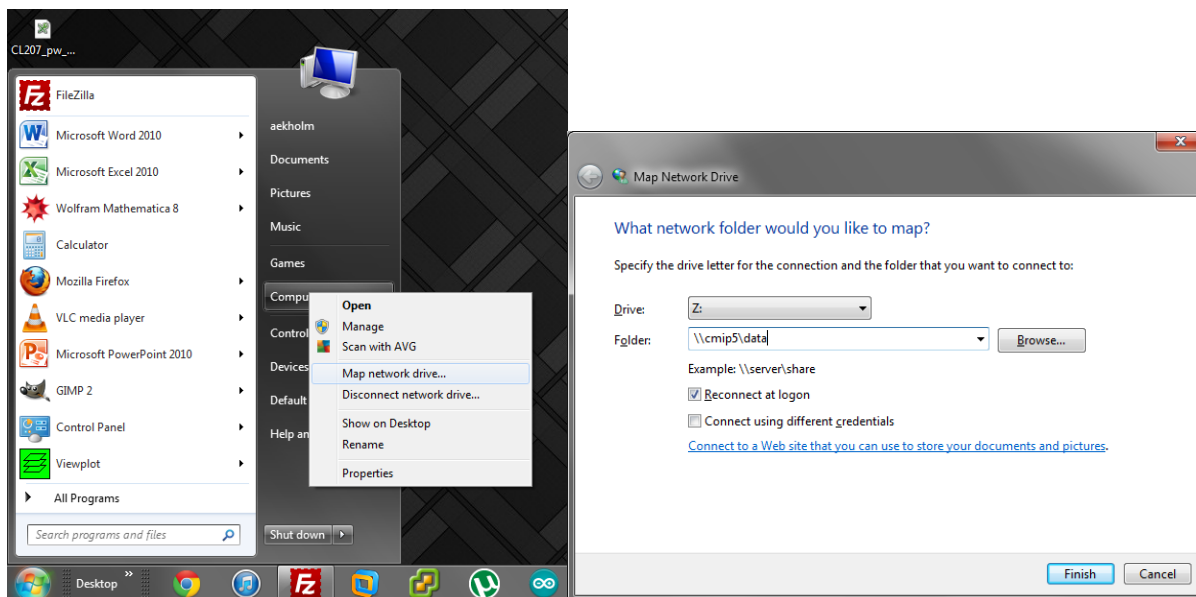 CL207_pw_...
FileZilla
Microsoft Word 2010
Microsoft Excel 2010
Wolfram Mathematica 8
Calculator
Mozilla Firefox
VLC media player
Microsoft PowerPoint 2010
GIMP 2
Control Panel
Viewplot
All Programs
Search programs and files
aekholm
Documents
Pictures
Music
Games
Compu
Control
Devices
Default
Help an
Shut down
Open
Manage
Scan with AVG
Map network drive...
Disconnect network drive...
Show on Desktop
Rename
Properties
Desktop »
Map Network Drive
What network folder would you like to map?
Specify the drive letter for the connection and the folder that you want to connect to:
Drive: Z:
Folder: \\cmip5\data Browse...
Example: \\server\share
Reconnect at logon
Connect using different credentials
Connect to a Web site that you can use to store your documents and pictures.
Finish Cancel